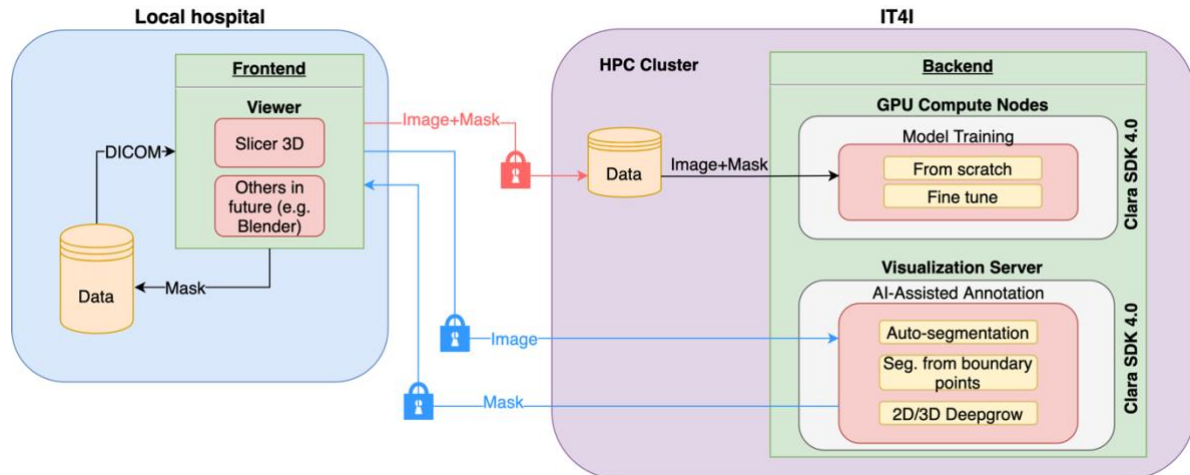 Local hospital
Frontend
Viewer
Slicer 3D
Others in
future (e.g.
Blender)
DICOM
Data
Mask
Image+Mask
Image
Mask
IT4I
HPC Cluster
Data
Image+Mask
Backend
GPU Compute Nodes
Model Training
From scratch
Fine tune
Clara SDK 4.0
Visualization Server
AI-Assisted Annotation
Auto-segmentation
Seg. from boundary
points
2D/3D Deepgrow
Clara SDK 4.0